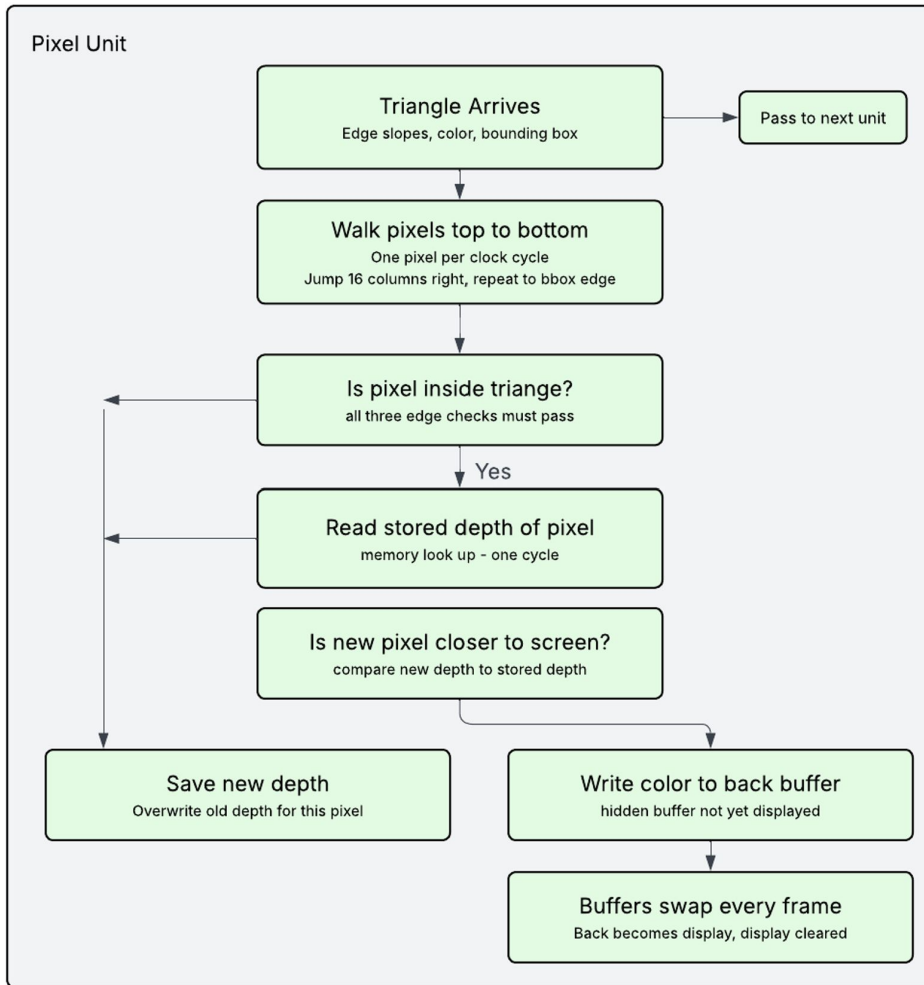 Pixel Unit
Triangle Arrives
Edge slopes, color, bounding box
Pass to next unit
Walk pixels top to bottom
One pixel per clock cycle
Jump 16 columns right, repeat to bbox edge
Is pixel inside triange?
all three edge checks must pass
Yes
Read stored depth of pixel
memory look up - one cycle
Is new pixel closer to screen?
compare new depth to stored depth
Save new depth
Overwrite old depth for this pixel
Write color to back buffer
hidden buffer not yet displayed
Buffers swap every frame
Back becomes display, display cleared